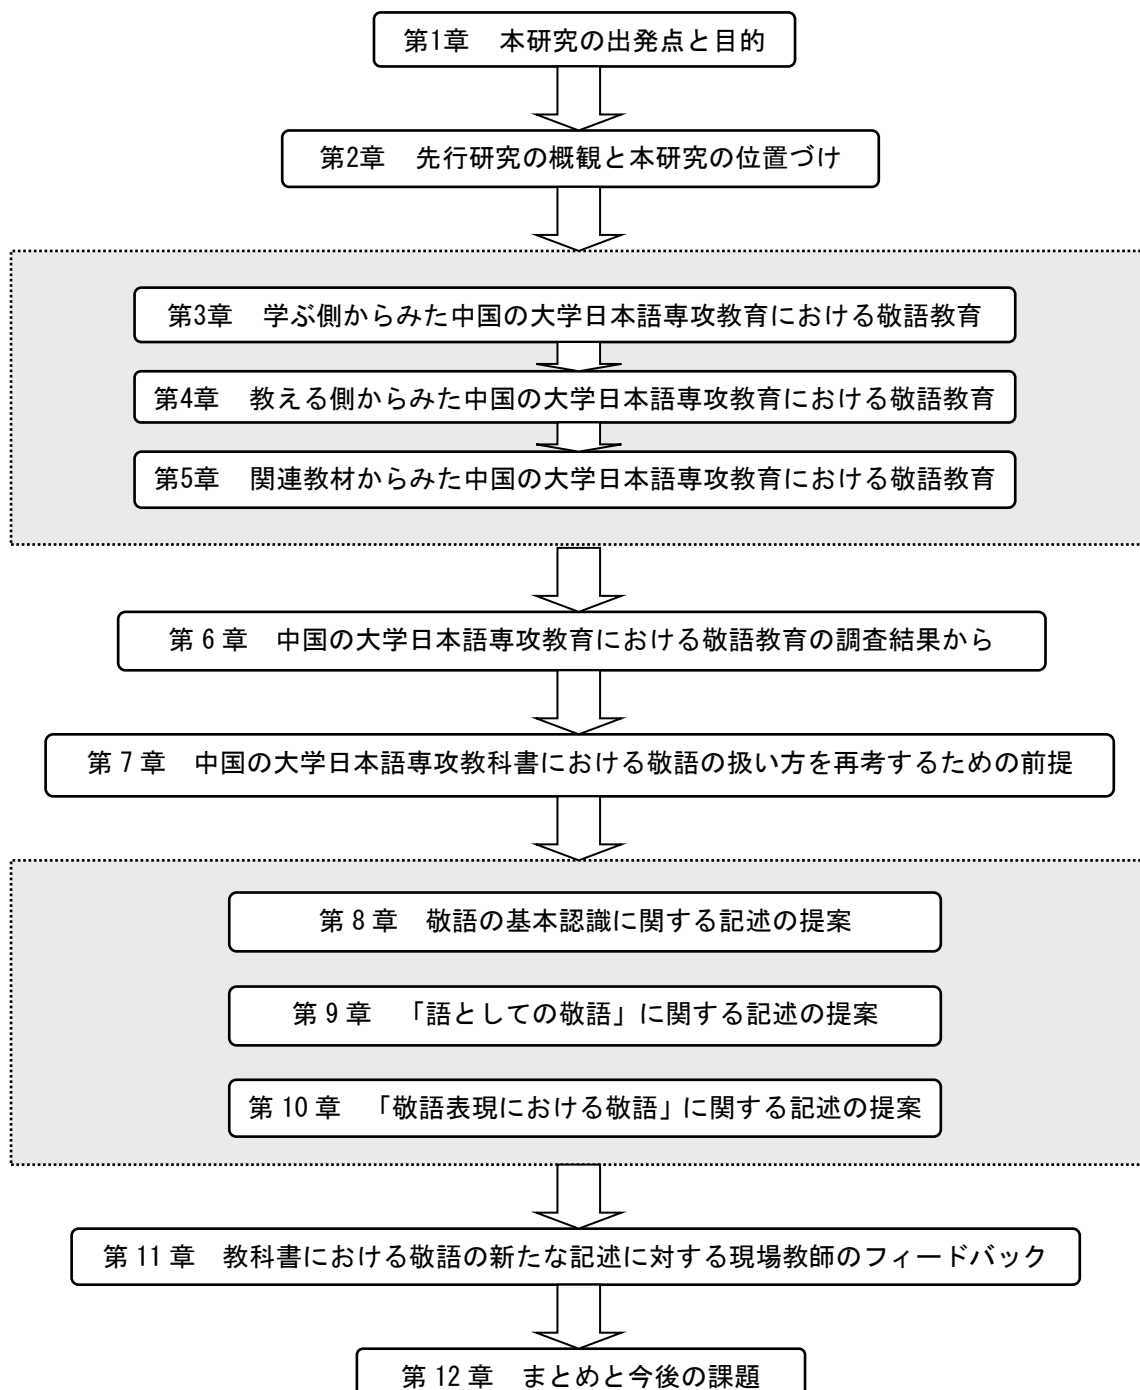 第1章　本研究の出発点と目的
第2章　先行研究の概観と本研究の位置づけ
第3章　学ぶ側からみた中国の大学日本語専攻教育における敬語教育
第4章　教える側からみた中国の大学日本語専攻教育における敬語教育
第5章　関連教材からみた中国の大学日本語専攻教育における敬語教育
第 6 章　中国の大学日本語専攻教育における敬語教育の調査結果から
第 7 章　中国の大学日本語専攻教科書における敬語の扱い方を再考するための前提
第 8 章　敬語の基本認識に関する記述の提案
第 9 章　「語としての敬語」に関する記述の提案
第 10 章　「敬語表現における敬語」に関する記述の提案
第 11 章　教科書における敬語の新たな記述に対する現場教師のフィードバック
第 12 章　まとめと今後の課題